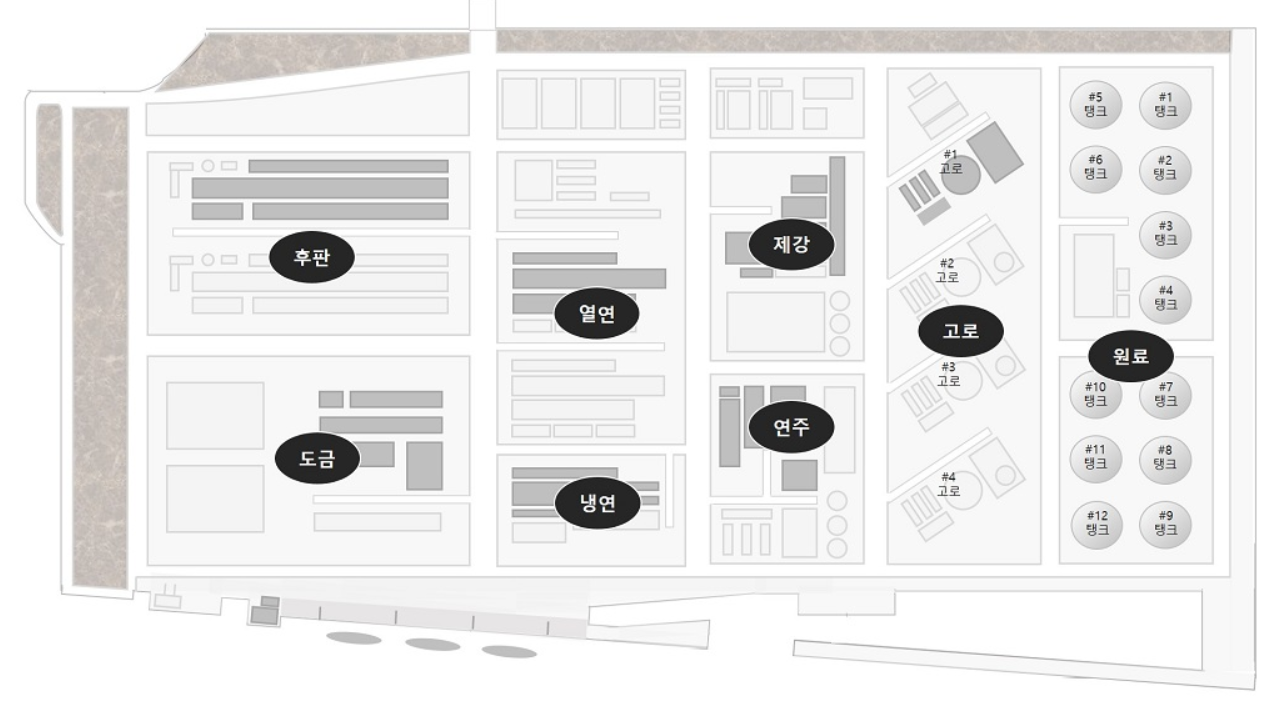 #5
탱크
#1
탱크
#6
탱크
#2
탱크
#1
고로
#3
탱크
후판
제강
#2
고로
#4
탱크
열연
고로
원료
#3
고로
#10
탱크
#7
탱크
연주
도금
#11
탱크
#8
탱크
냉연
#4
고로
#12
탱크
#9
탱크